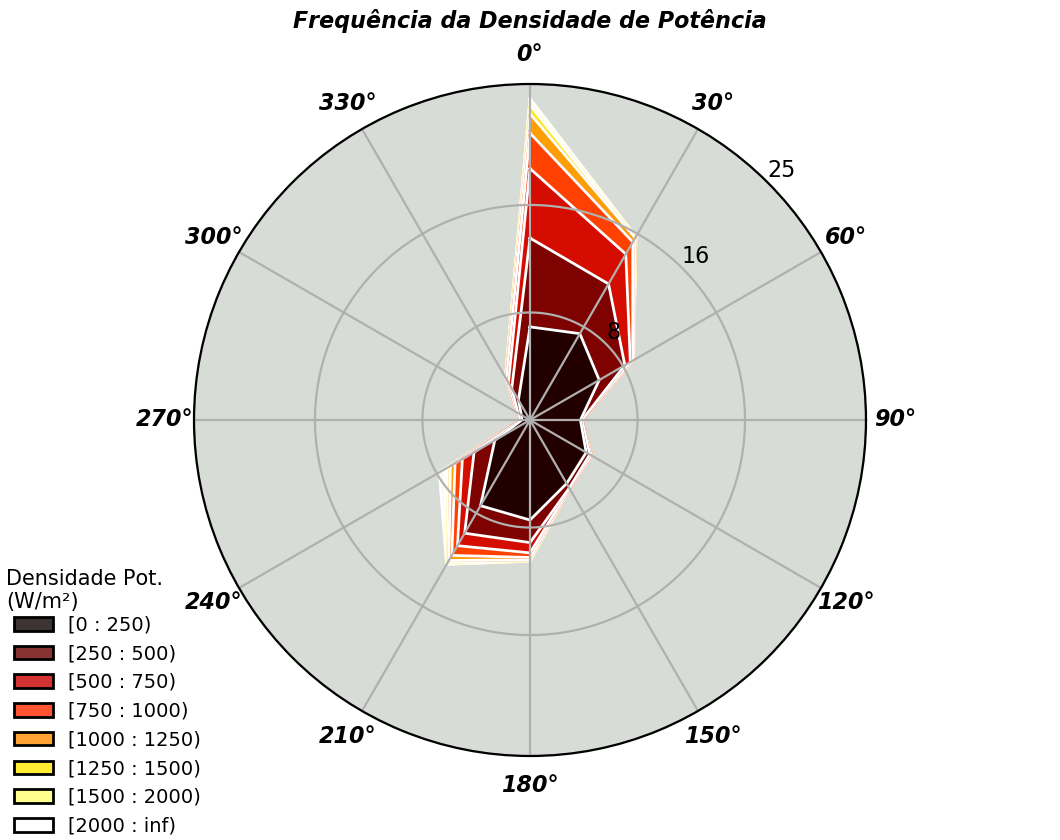 Frequência da Densidade de Potência
0°
330°
30°
25
300°
60°
16
8
270°
90°
240°
120°
210°
150°
180°
Densidade Pot.
(W/m²)
[0 : 250)
[250 : 500)
[500 : 750)
[750 : 1000)
[1000 : 1250)
[1250 : 1500)
[1500 : 2000)
[2000 : inf)